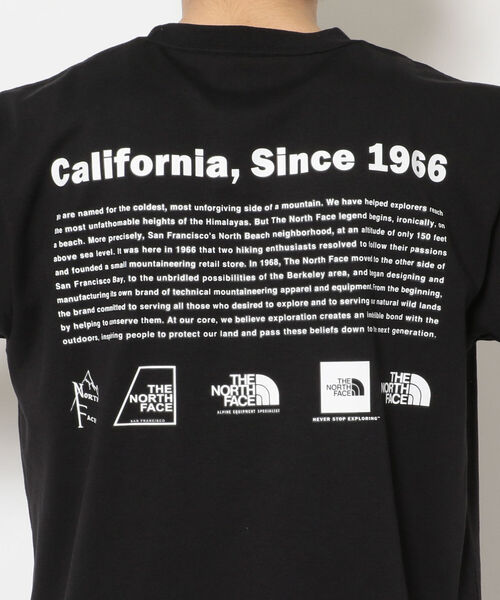 California, Since 1966
are named for the coldest, most unforgiving side of a mountain. We have helped explorers reach
the most unfathomable heights of the Himalayas. But The North Face legend begins, ironically, on
a beach. More precisely, San Francisco's North Beach neighborhood, at an altitude of only 150 feet
above sea level. It was here in 1966 that two hiking enthusiasts resolved to follow their passions
and founded a small mountaineering retail store. In 1968, The North Face moved to the other side of
San Francisco Bay, to the unbridled possibilities of the Berkeley area, and began designing and
manufacturing its own brand of technical mountaineering apparel and equipment. From the beginning,
the brand committed to serving all those who desired to explore and to serving our natural wild lands
by helping to conserve them. At our core, we believe exploration creates an indelible bond with the
outdoors, inspiring people to protect our land and pass these beliefs down to the next generation.
NORTH
FACE
THE
NORTH
FACE
SAN FRANCISCO
THE
NORTH
FACE
ALPINE EQUIPMENT SPECIALIST
THE
NORTH
FACE
NEVER STOP EXPLORING™
THE
NORTH
FACE